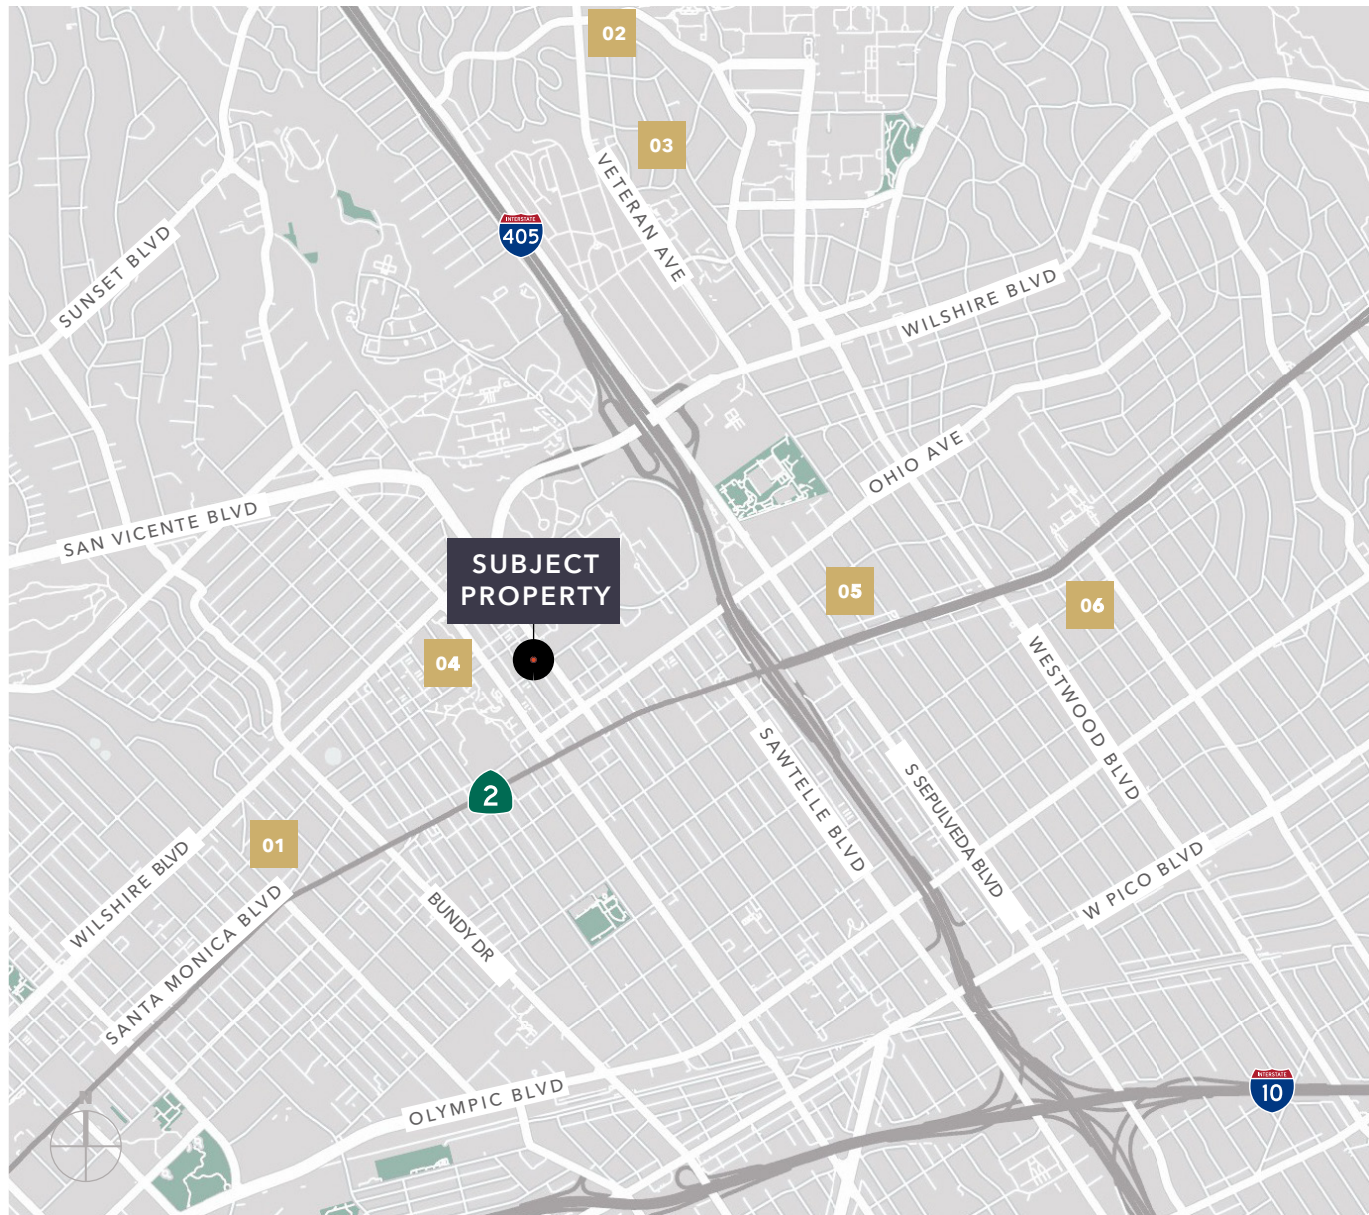 02
03
VETERAN AVE
INTERSTATE
405
SUNSET BLVD
WILSHIRE BLVD
OHIO AVE
SAN VICENTE BLVD
SUBJECT
PROPERTY
05
06
04
WESTWOOD BLVD
SAWTELLE BLVD
S SEPULVEDA BLVD
2
01
WILSHIRE BLVD
SANTA MONICA BLVD
BUNDY DR
W PICO BLVD
OLYMPIC BLVD
INTERSTATE
10
N